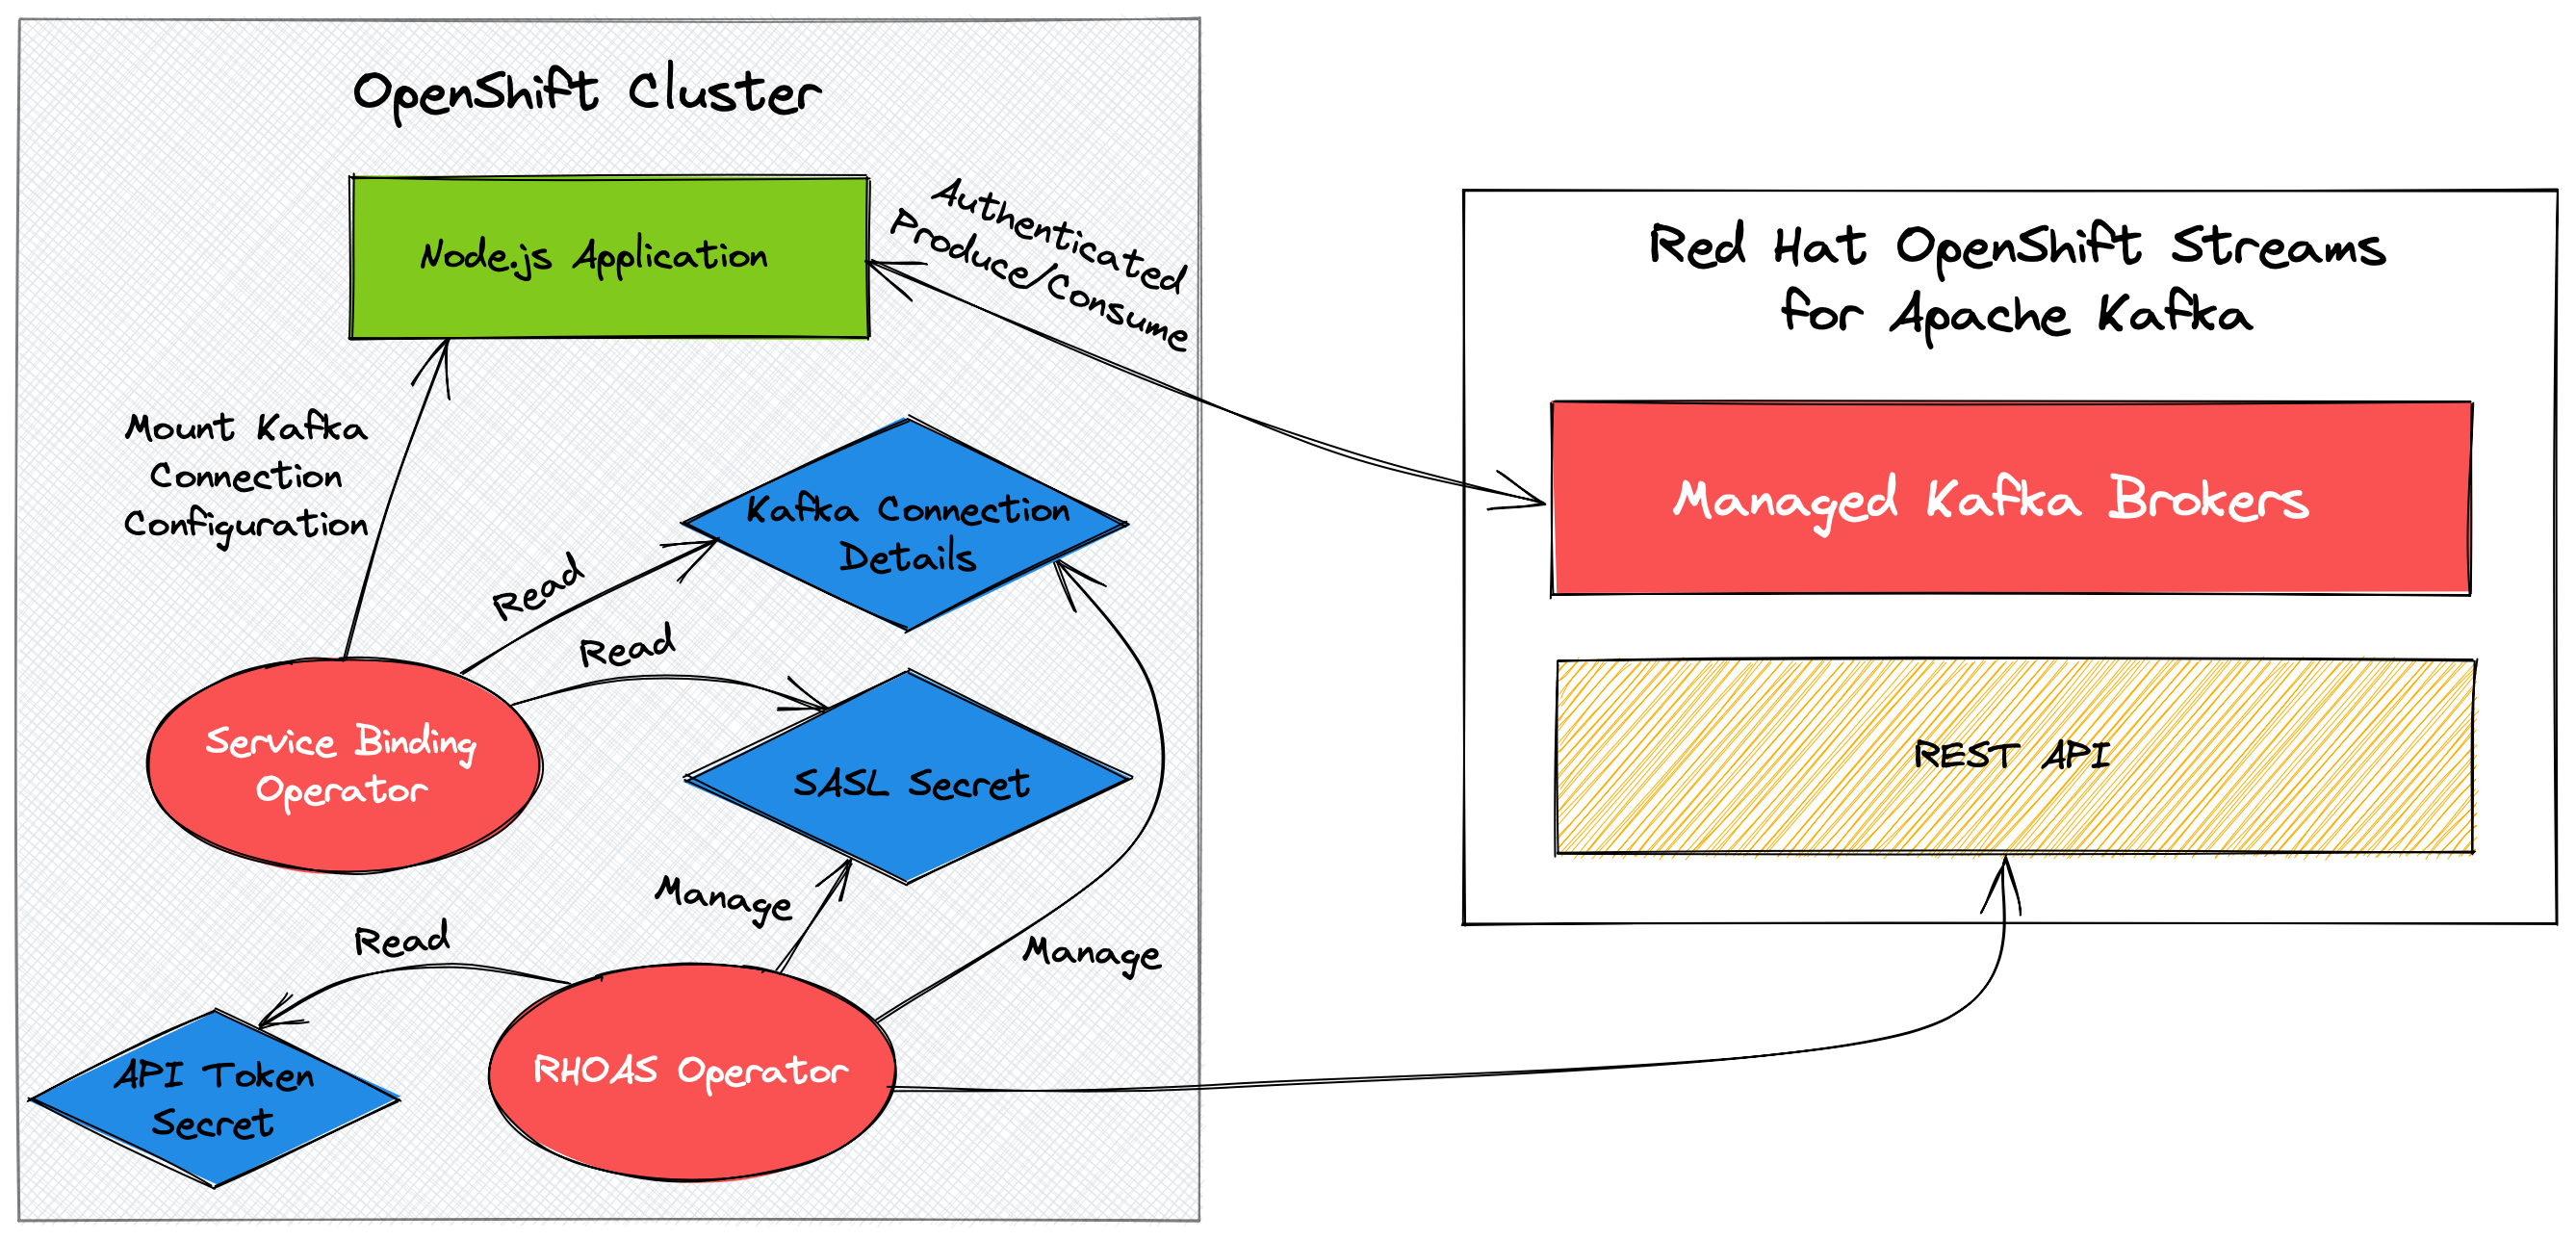 OpenShift Cluster
Node.js Application
Authenticated
Produce/Consume
Mount Kafka
Connection
Configuration
Kafka Connection
Details
Read
Read
Service Binding
Operator
SASL Secret
Manage
Read
Manage
API Token
Secret
RHOAS Operator
Red Hat OpenShift Streams
for Apache Kafka
Managed Kafka Brokers
REST API